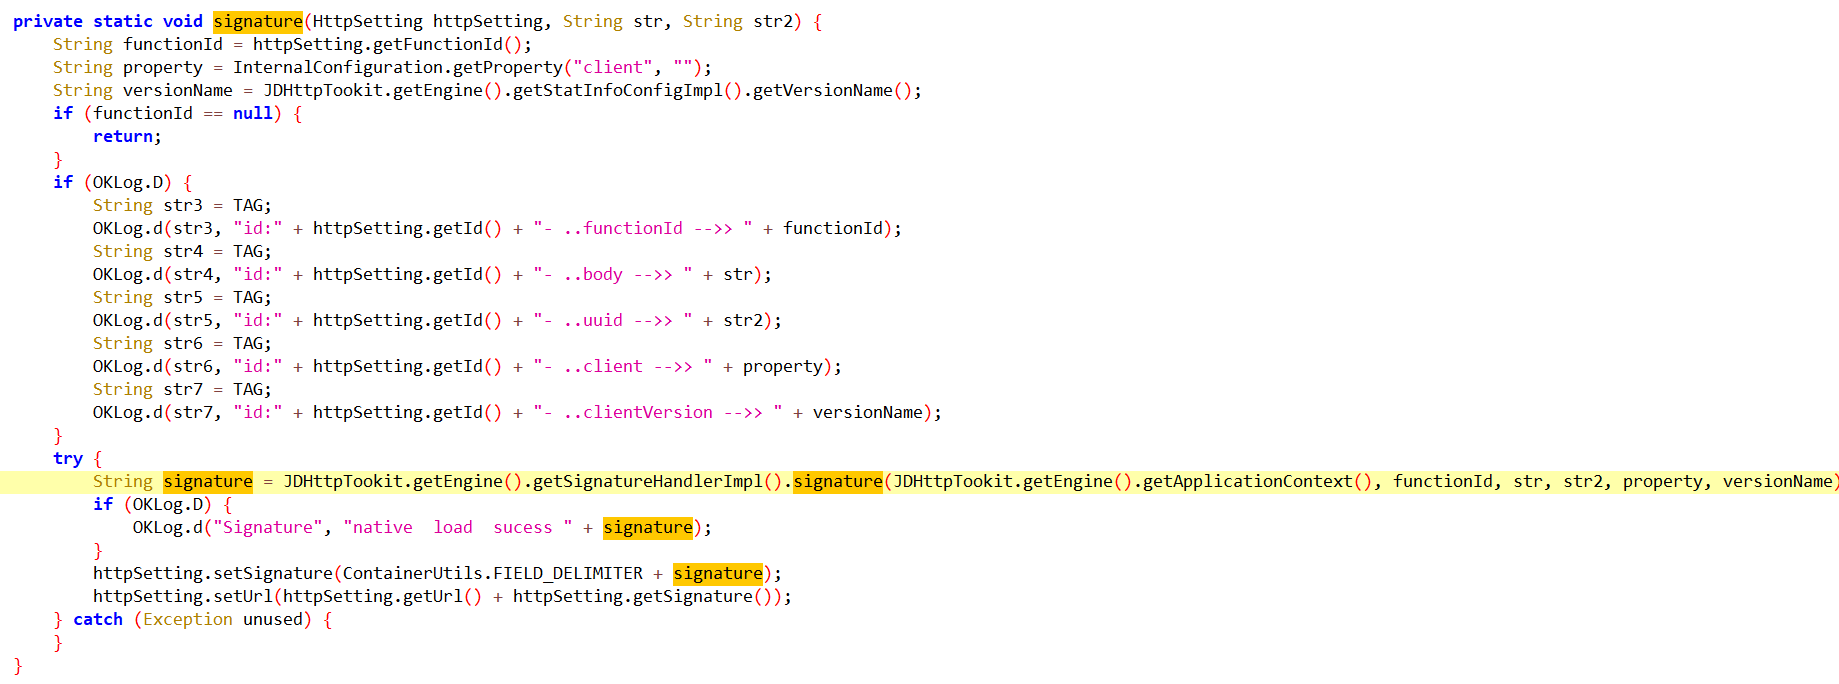 private static void signature(HttpSetting httpSetting, String str, String str2) {
    String functionId = httpSetting.getFunctionId();
    String property = InternalConfiguration.getProperty("client", "");
    String versionName = JDHttpTookit.getEngine().getStatInfoConfigImpl().getVersionName();
    if (functionId == null) {
        return;
    }
    if (OKLog.D) {
        String str3 = TAG;
        OKLog.d(str3, "id:" + httpSetting.getId() + "- ..functionId -->> " + functionId);
        String str4 = TAG;
        OKLog.d(str4, "id:" + httpSetting.getId() + "- ..body -->> " + str);
        String str5 = TAG;
        OKLog.d(str5, "id:" + httpSetting.getId() + "- ..uuid -->> " + str2);
        String str6 = TAG;
        OKLog.d(str6, "id:" + httpSetting.getId() + "- ..client -->> " + property);
        String str7 = TAG;
        OKLog.d(str7, "id:" + httpSetting.getId() + "- ..clientVersion -->> " + versionName);
    }
    try {
        String signature = JDHttpTookit.getEngine().getSignatureHandlerImpl().signature(JDHttpTookit.getEngine().getApplicationContext(), functionId, str, str2, property, versionName)
        if (OKLog.D) {
            OKLog.d("Signature", "native  load  sucess " + signature);
        }
        httpSetting.setSignature(ContainerUtils.FIELD_DELIMITER + signature);
        httpSetting.setUrl(httpSetting.getUrl() + httpSetting.getSignature());
    } catch (Exception unused) {
    }
}